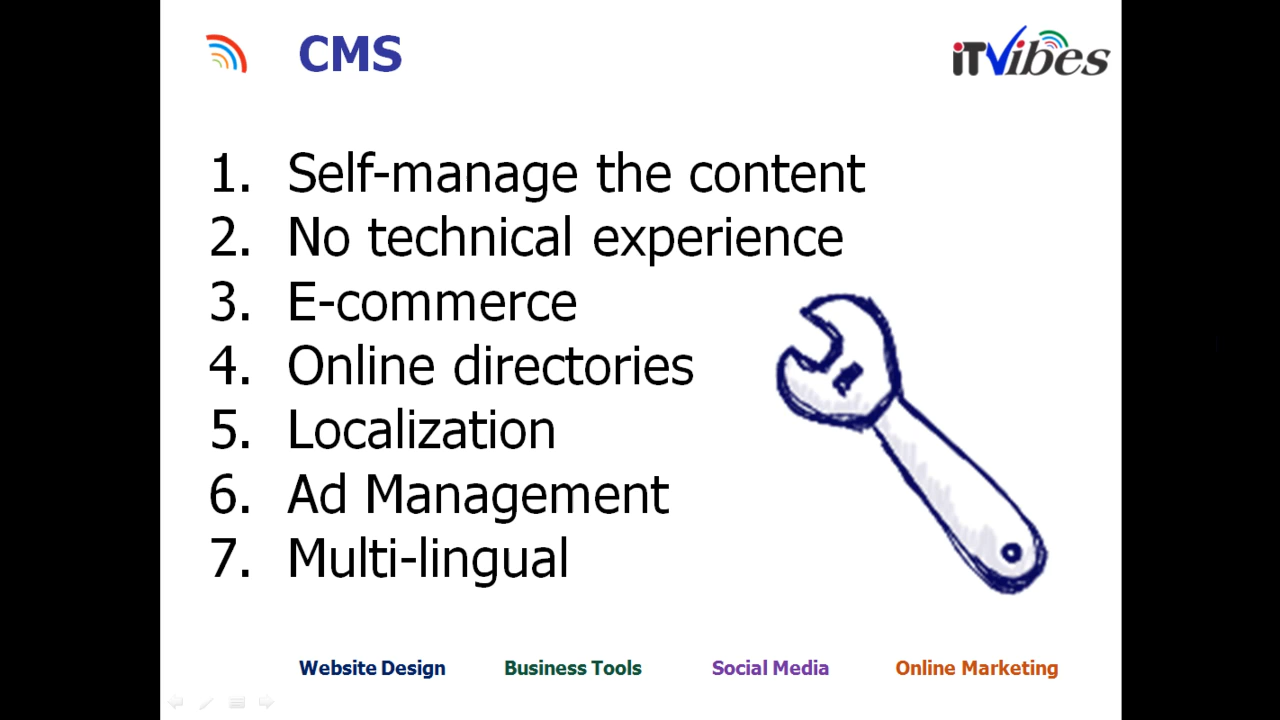 CMS
iTVibes
1. Self-manage the content
2. No technical experience
3. E-commerce
4. Online directories
5. Localization
6. Ad Management
7. Multi-lingual
Website Design Business Tools Social Media Online Marketing